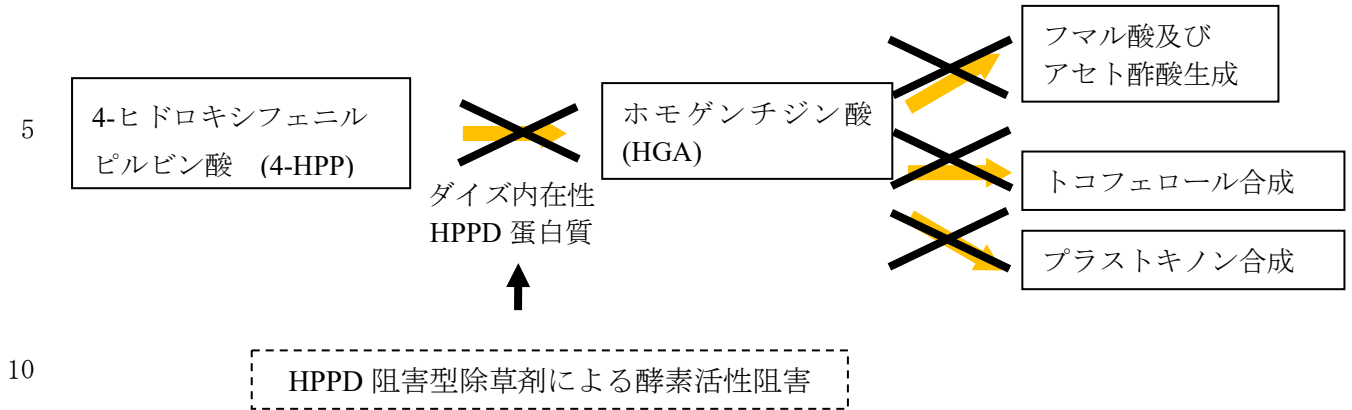 フマル酸及び
アセト酢酸生成
5
4-ヒドロキシフェニル
ピルビン酸 (4-HPP)
ホモゲンチジン酸
(HGA)
トコフェロール合成
ダイズ内在性
HPPD 蛋白質
プラストキノン合成
10
HPPD 阻害型除草剤による酵素活性阻害